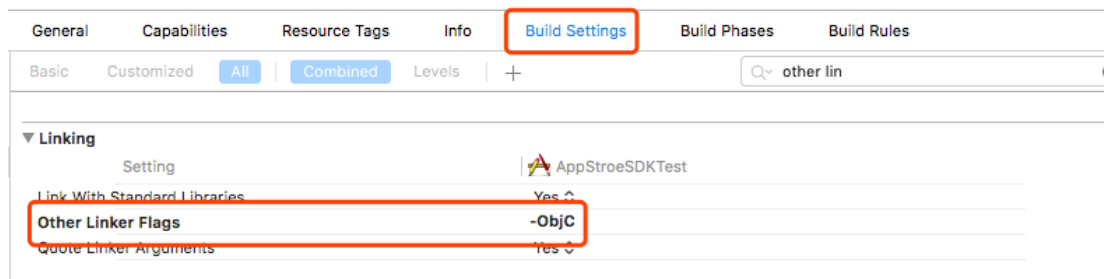 General Capabilities Resource Tags Info Build Settings Build Phases Build Rules
Basic Customized All Combined Levels + other lin
Linking
Setting AppStroeSDKTest
Link With Standard Libraries Yes
Other Linker Flags -ObjC
Quote Linker Arguments Yes